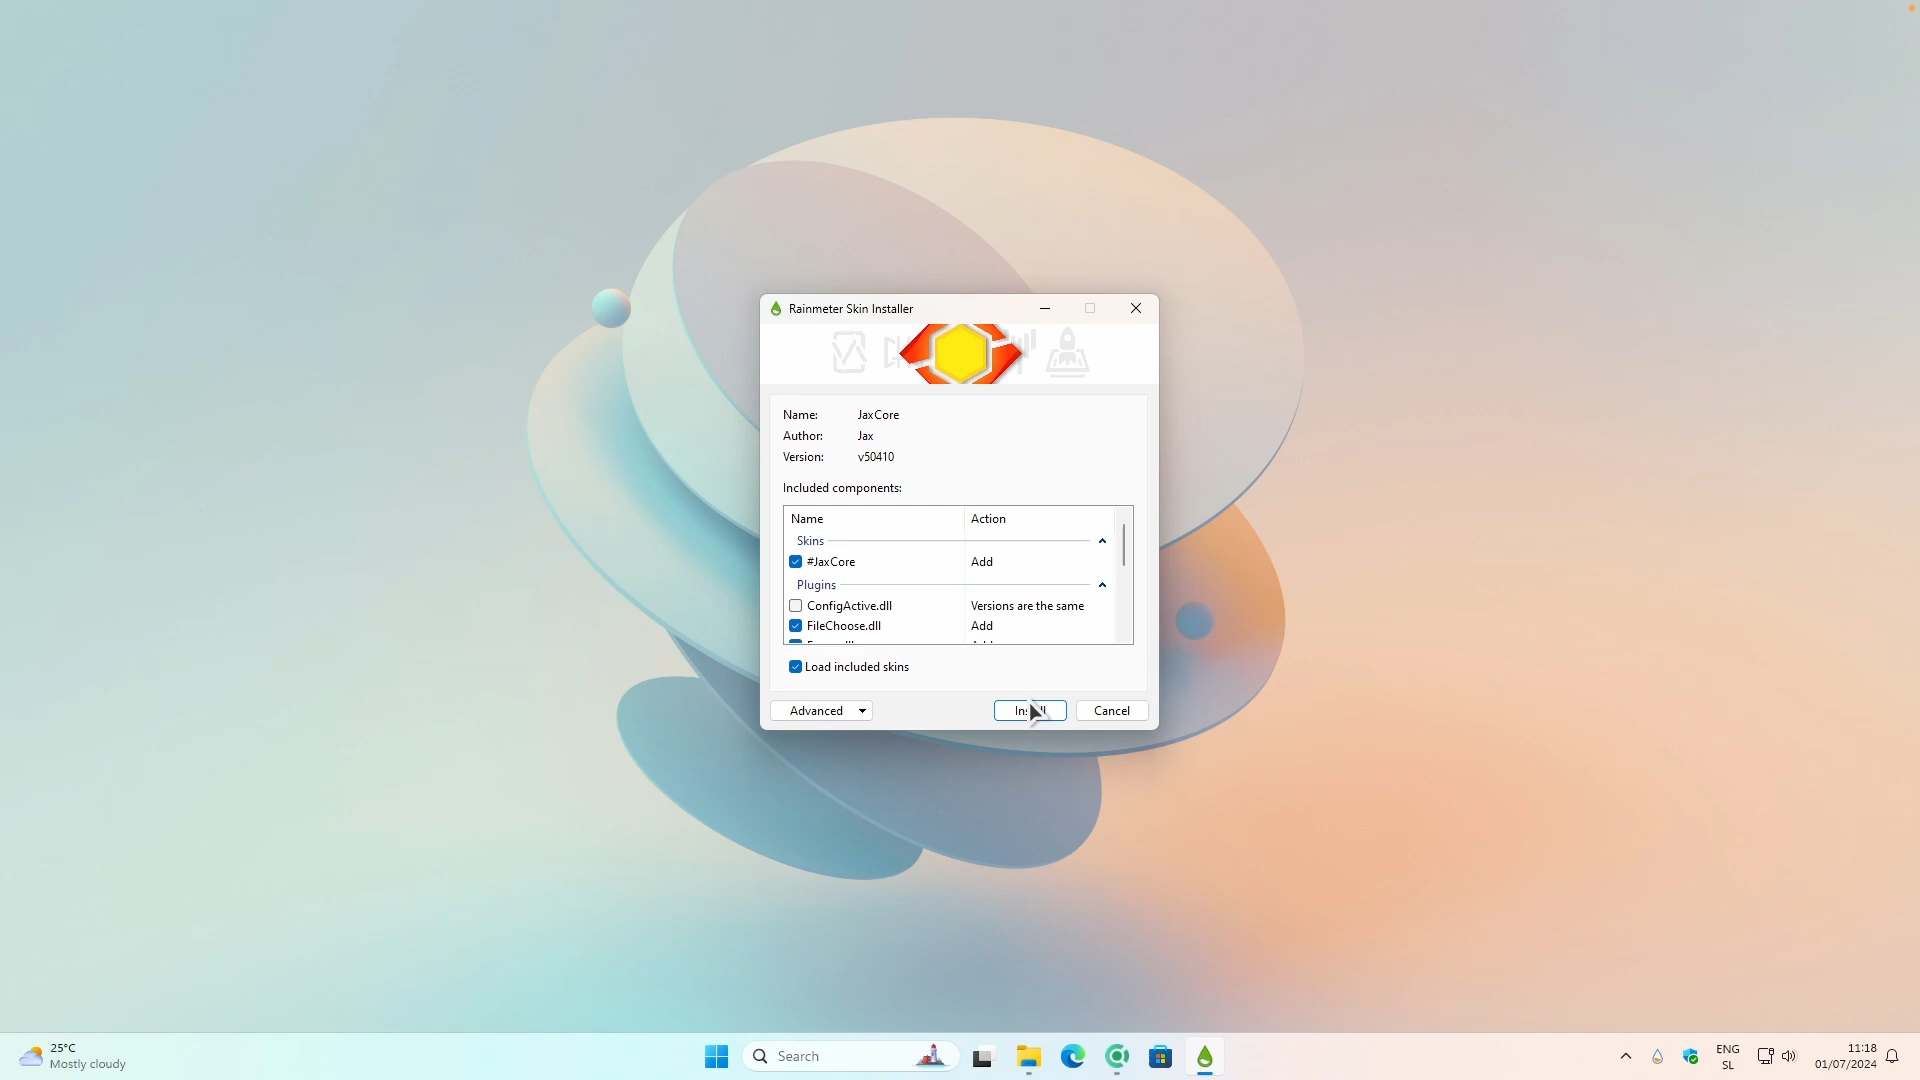 Rainmeter Skin Installer
Name: JaxCore
Author: Jax
Version: v50410
Included components:
Name Action
Skins
#JaxCore Add
Plugins
ConfigActive.dll Versions are the same
FileChoose.dll Add
Load included skins
Advanced Cancel
25°C
Mostly cloudy
Search
ENG
SL
11:18
01/07/2024